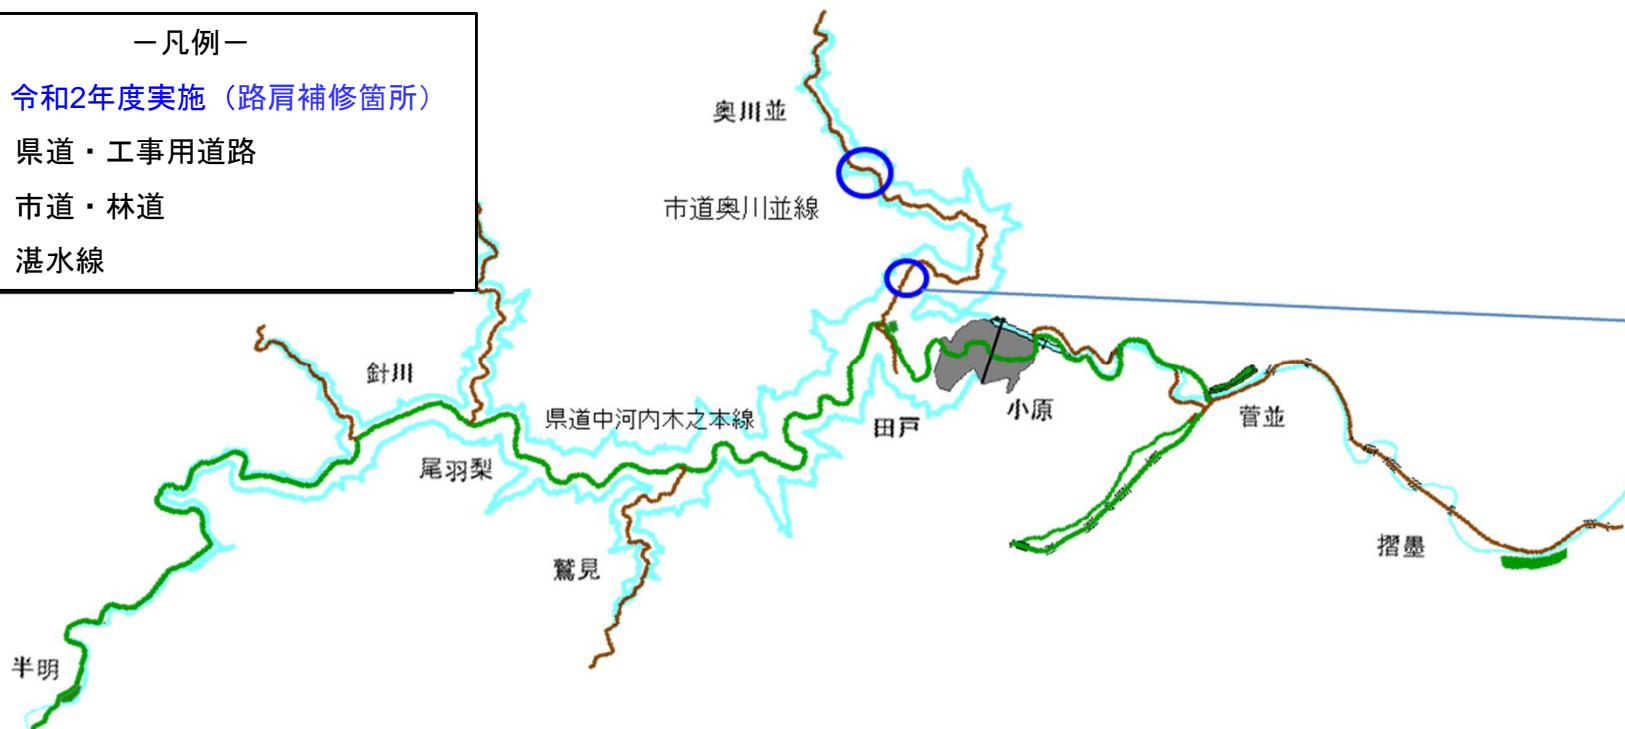 －凡例－
令和2年度実施（路肩補修箇所）
県道・工事用道路
市道・林道
湛水線
奥川並
市道奥川並線
針川
県道中河内木之本線
尾羽梨
田戸
小原
菅並
鷲見
摺墨
半明